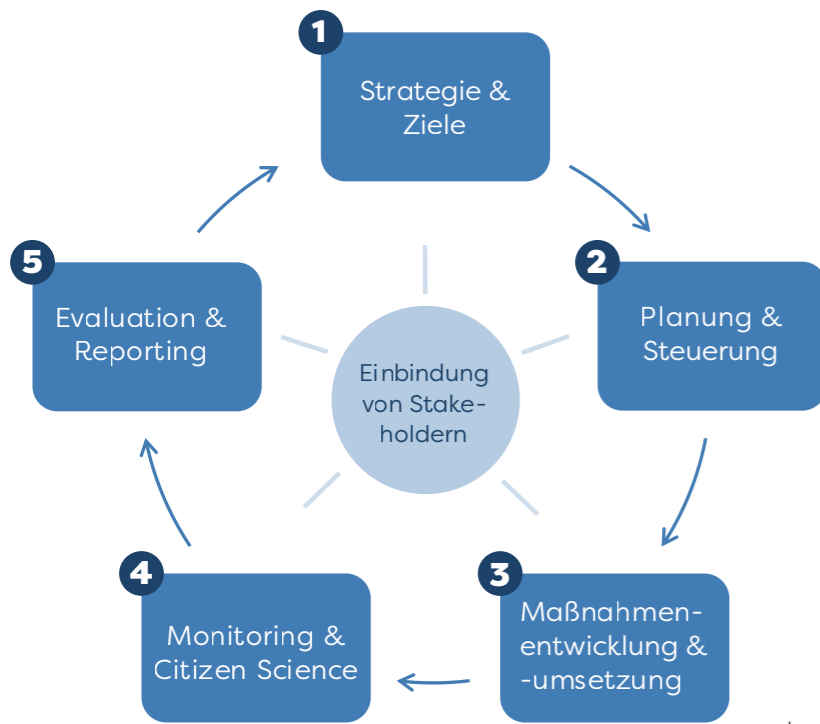 1
Strategie &
Ziele
2
Planung &
Steuerung
3
Maßnahmen-
entwicklung &
-umsetzung
4
Monitoring &
Citizen Science
5
Evaluation &
Reporting
Einbindung
von Stake-
holdern